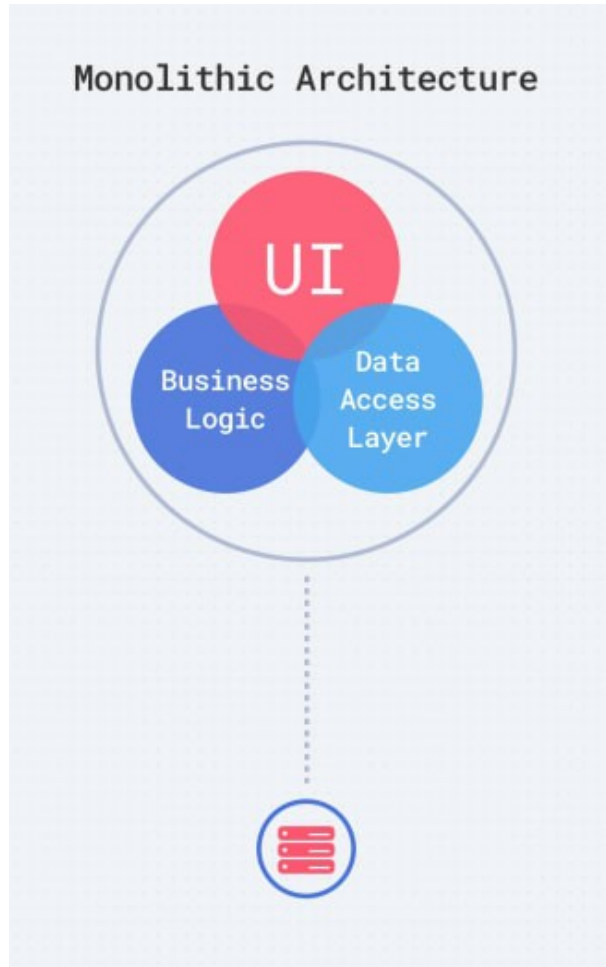 Monolithic Architecture
UI
Business
Logic
Data
Access
Layer